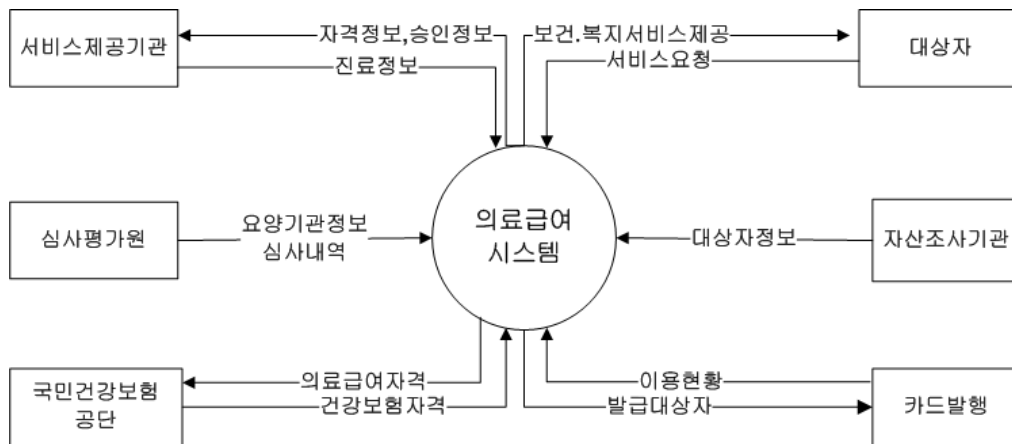 서비스제공기관
자격정보,승인정보
진료정보
보건.복지서비스제공
서비스요청
대상자
심사평가원
요양기관정보
심사내역
의료급여
시스템
대상자정보
자산조사기관
국민건강보험
공단
의료급여자격
건강보험자격
이용현황
발급대상자
카드발행